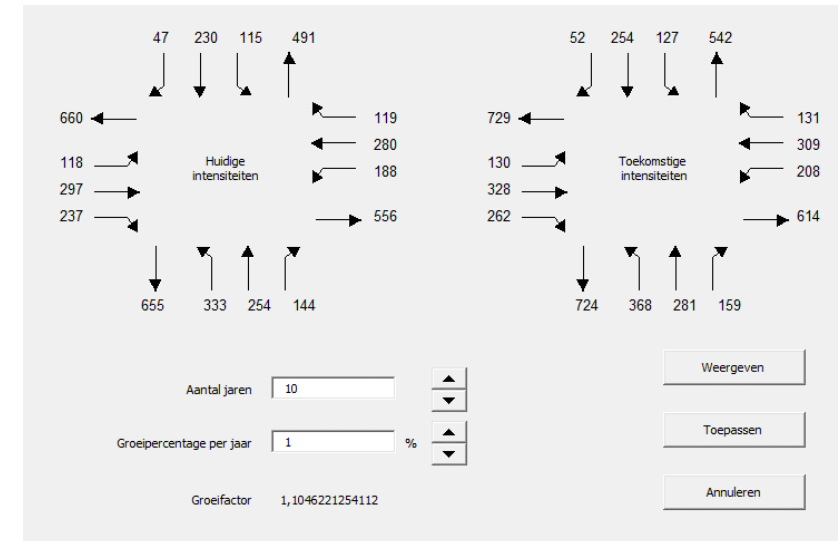 47 230 115 491
52 254 127 542
660
119
729
131
280
309
118
Huidige
intensiteiten
188
130
Toekomstige
intensiteiten
208
297
328
237
556
262
614
655 333 254 144
724 368 281 159
Aantal jaren 10
Weergeven
Groeipercentage per jaar 1 %
Toepassen
Groeifactor 1,1046221254112
Annuleren